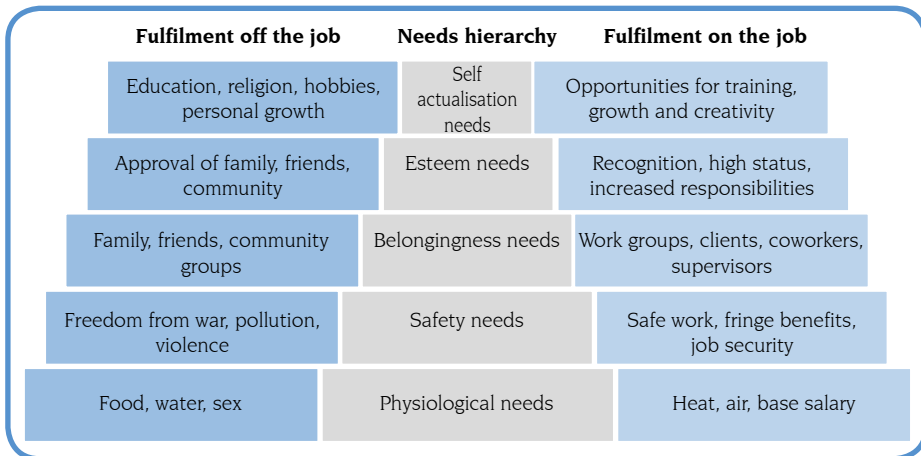 Fulfilment off the job
Needs hierarchy
Fulfilment on the job
Education, religion, hobbies,
personal growth
Self
actualisation
needs
Opportunities for training,
growth and creativity
Approval of family, friends,
community
Esteem needs
Recognition, high status,
increased responsibilities
Family, friends, community
groups
Belongingness needs
Work groups, clients, coworkers,
supervisors
Freedom from war, pollution,
violence
Safety needs
Safe work, fringe benefits,
job security
Food, water, sex
Physiological needs
Heat, air, base salary